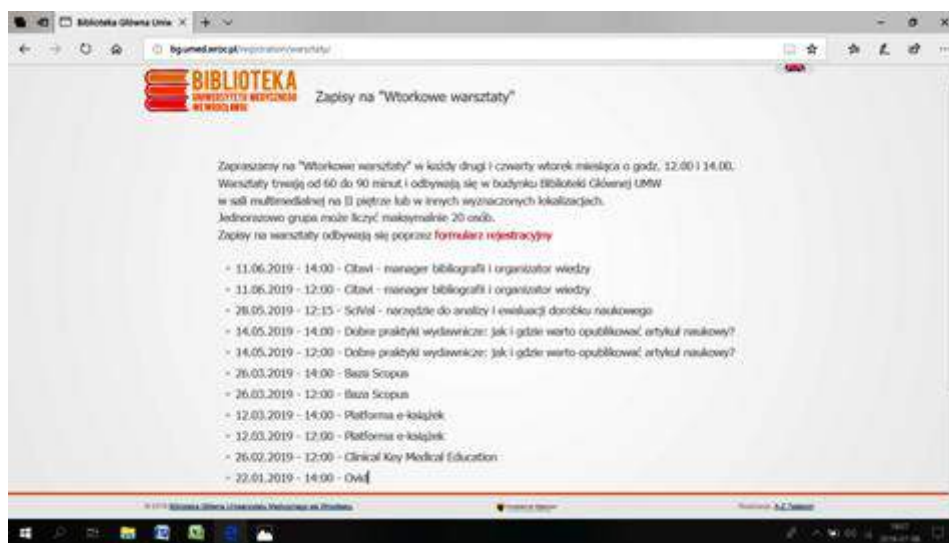 Biblioteka Główna Uniw
bg.umed.wroc.pl/registration/warsztaty/
BIBLIOTEKA
UNIWERSYTETU MEDYCZNEGO
WE WROCŁAWIU
Zapisy na "Wtorkowe warsztaty"
Zapraszamy na "Wtorkowe warsztaty" w każdy drugi i czwarty wtorek miesiąca o godz. 12.00 i 14.00.
Warsztaty trwają od 60 do 90 minut i odbywają się w budynku Biblioteki Głównej UMW
w sali multimedialnej na II piętrze lub w innych wyznaczonych lokalizacjach.
Jednorazowo grupa może liczyć maksymalnie 20 osób.
Zapisy na warsztaty odbywają się poprzez formularz rejestracyjny
- 11.06.2019 - 14:00 - Citavi - manager bibliografii i organizator wiedzy
- 11.06.2019 - 12:00 - Citavi - manager bibliografii i organizator wiedzy
- 28.05.2019 - 12:15 - SciVal - narzędzie do analizy i ewaluacji dorobku naukowego
- 14.05.2019 - 14:00 - Dobre praktyki wydawnicze: jak i gdzie warto opublikować artykuł naukowy?
- 14.05.2019 - 12:00 - Dobre praktyki wydawnicze: jak i gdzie warto opublikować artykuł naukowy?
- 26.03.2019 - 14:00 - Baza Scopus
- 26.03.2019 - 12:00 - Baza Scopus
- 12.03.2019 - 14:00 - Platforma e-książek
- 12.03.2019 - 12:00 - Platforma e-książek
- 26.02.2019 - 12:00 - Clinical Key Medical Education
- 22.01.2019 - 14:00 - Ovid
Biblioteka Główna Uniwersytetu Medycznego we Wrocławiu